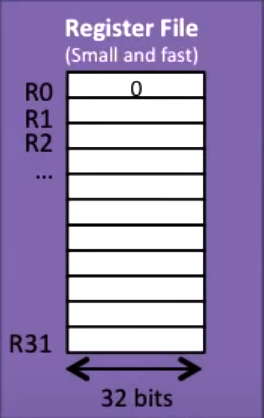 Register File
(Small and fast)
R0 0
R1
R2
...
R31
32 bits